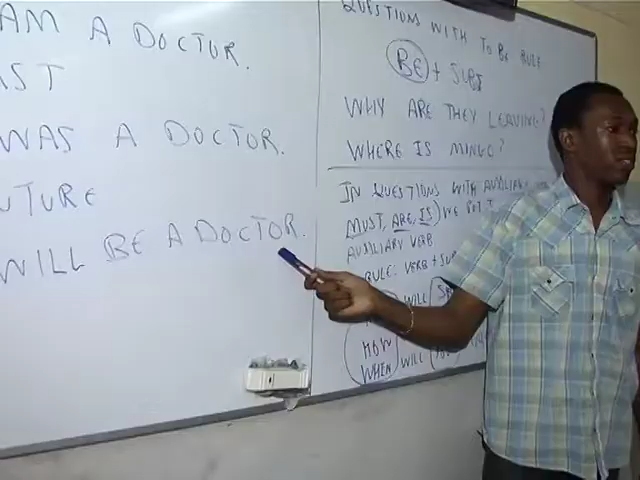 AM A DOCTOR.
AST
WAS A DOCTOR.
UTURE
WILL BE A DOCTOR.
QUESTIONS WITH TO BE RULE
BE + SUBJ
WHY ARE THEY LEAVING?
WHERE IS MINGO?
IN QUESTIONS WITH AUXILIARY
MUST, ARE, IS) WE PUT
AUXILIARY VERB.
RULE: VERB + SUB
WILL
HOW WILL
WHEN